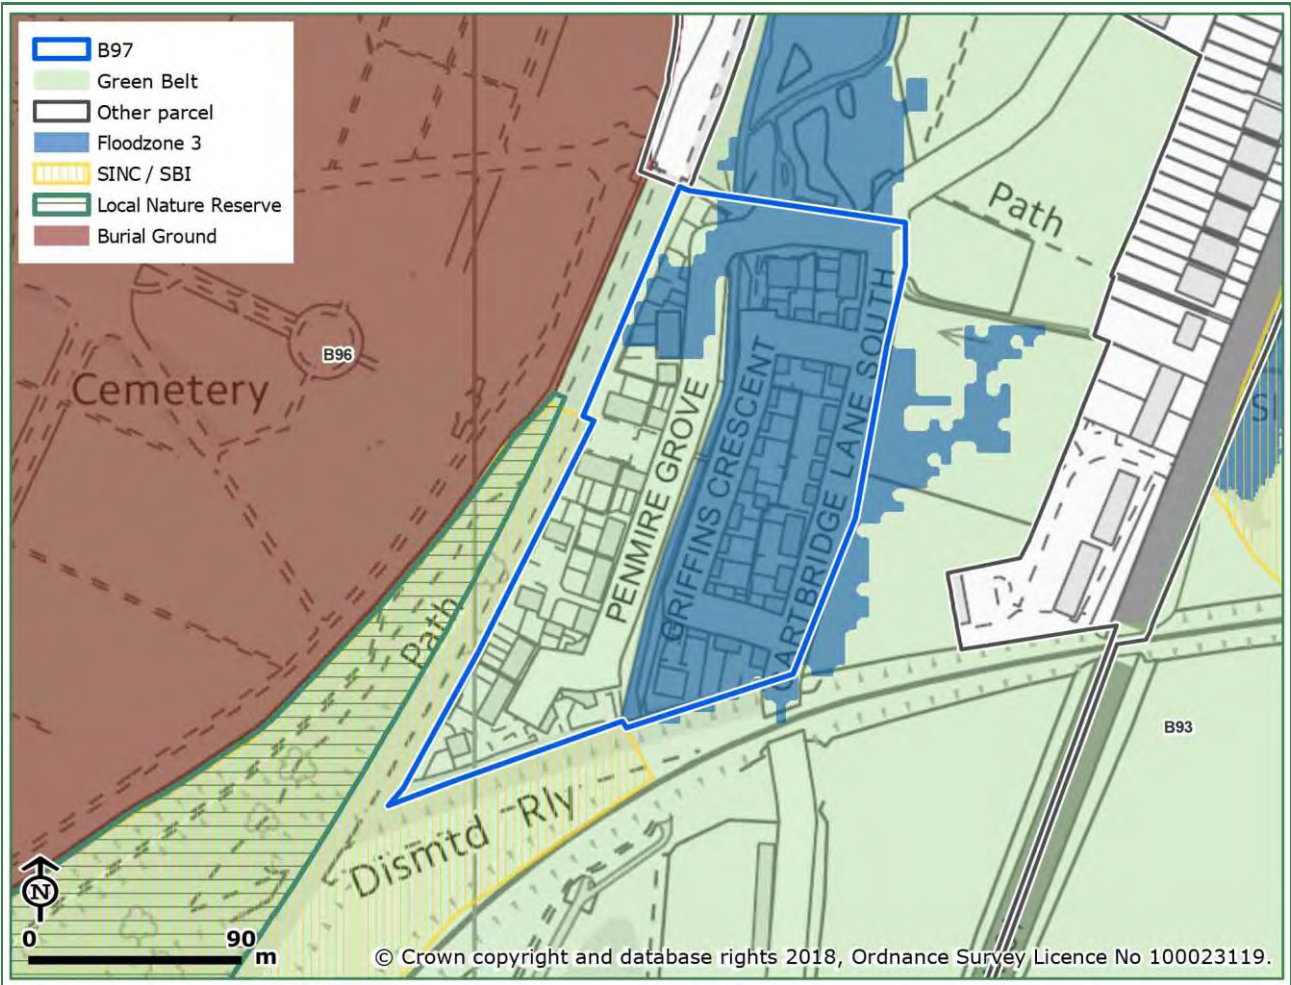 B97
Green Belt
Other parcel
Floodzone 3
SINC / SBI
Local Nature Reserve
Burial Ground
Path
B96
Cemetery
PENMIRE GROVE
GRIFFINS CRESCENT
CARTBRIDGE LANE SOUTH
Path
B93
Dismtd Rly
N
0 90
m
© Crown copyright and database rights 2018, Ordnance Survey Licence No 100023119.